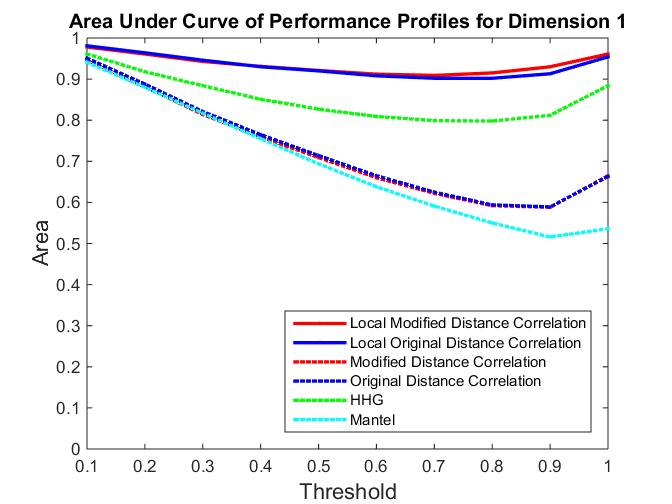 Area Under Curve of Performance Profiles for Dimension 1
1
0.9
0.8
0.7
0.6
0.5
0.4
0.3
0.2
0.1
0
Area
Local Modified Distance Correlation
Local Original Distance Correlation
Modified Distance Correlation
Original Distance Correlation
HHG
Mantel
0.1 0.2 0.3 0.4 0.5 0.6 0.7 0.8 0.9 1
Threshold